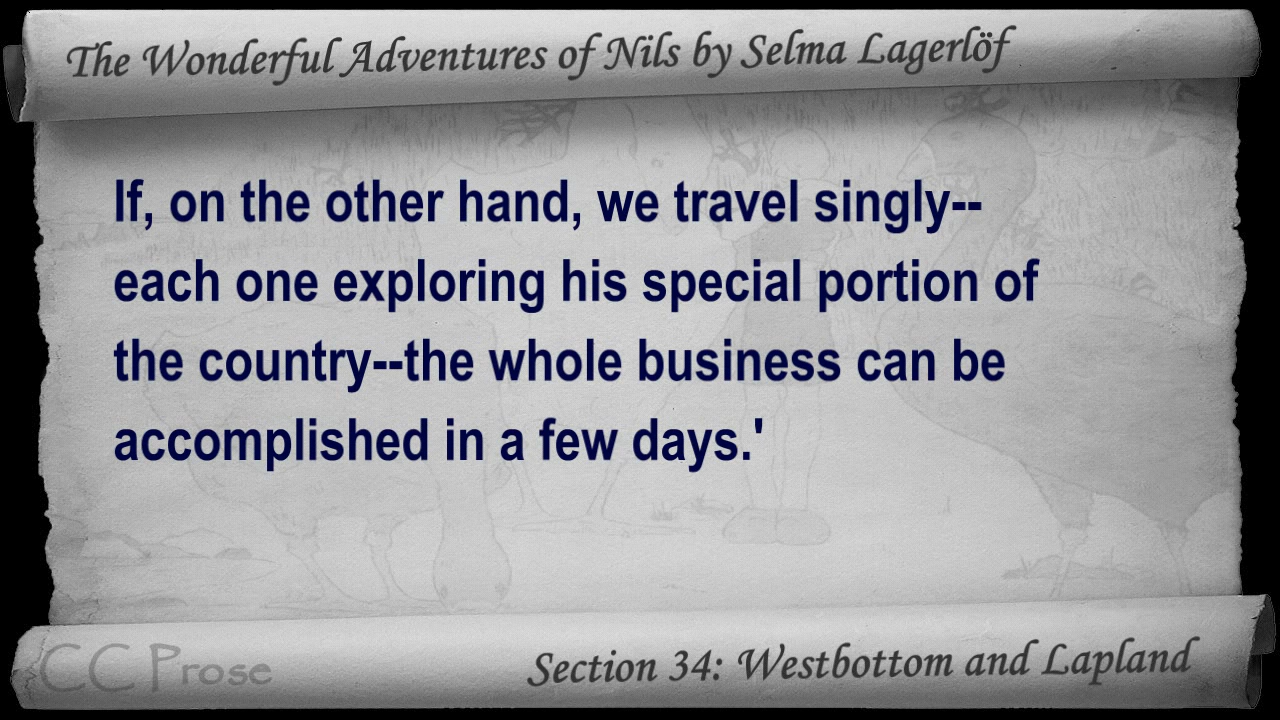 The Wonderful Adventures of Nils by Selma Lagerlöf
If, on the other hand, we travel singly--
each one exploring his special portion of
the country--the whole business can be
accomplished in a few days.'
CC Prose
Section 34: Westbottom and Lapland